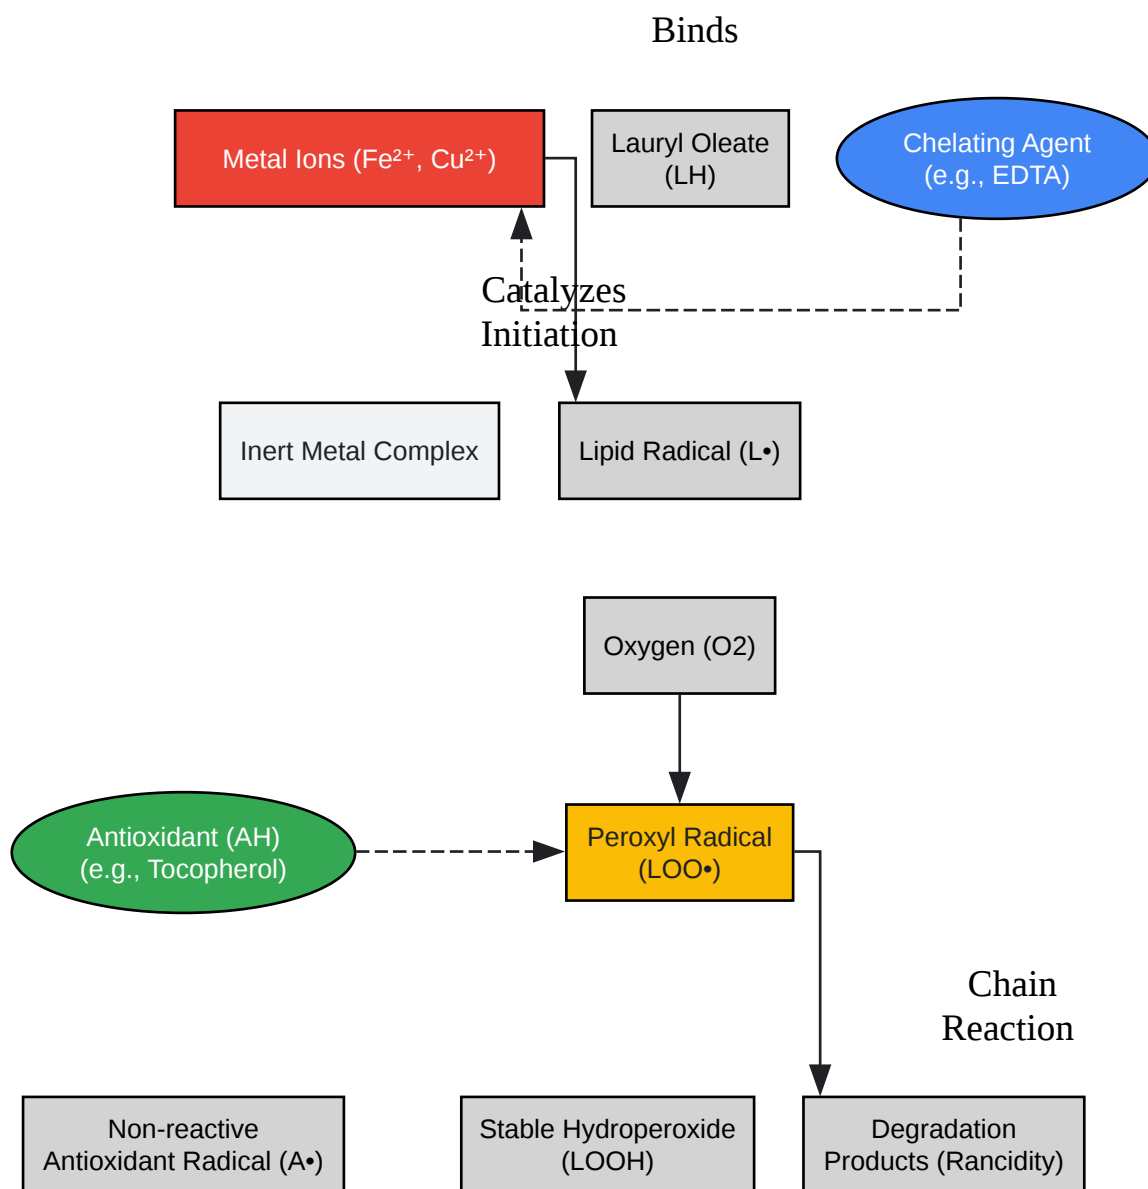 Binds
Metal Ions (Fe²⁺, Cu²⁺)
Lauryl Oleate
(LH)
Chelating Agent
(e.g., EDTA)
Catalyzes
Initiation
Inert Metal Complex
Lipid Radical (L•)
Oxygen (O2)
Antioxidant (AH)
(e.g., Tocopherol)
Peroxyl Radical
(LOO•)
Chain
Reaction
Non-reactive
Antioxidant Radical (A•)
Stable Hydroperoxide
(LOOH)
Degradation
Products (Rancidity)